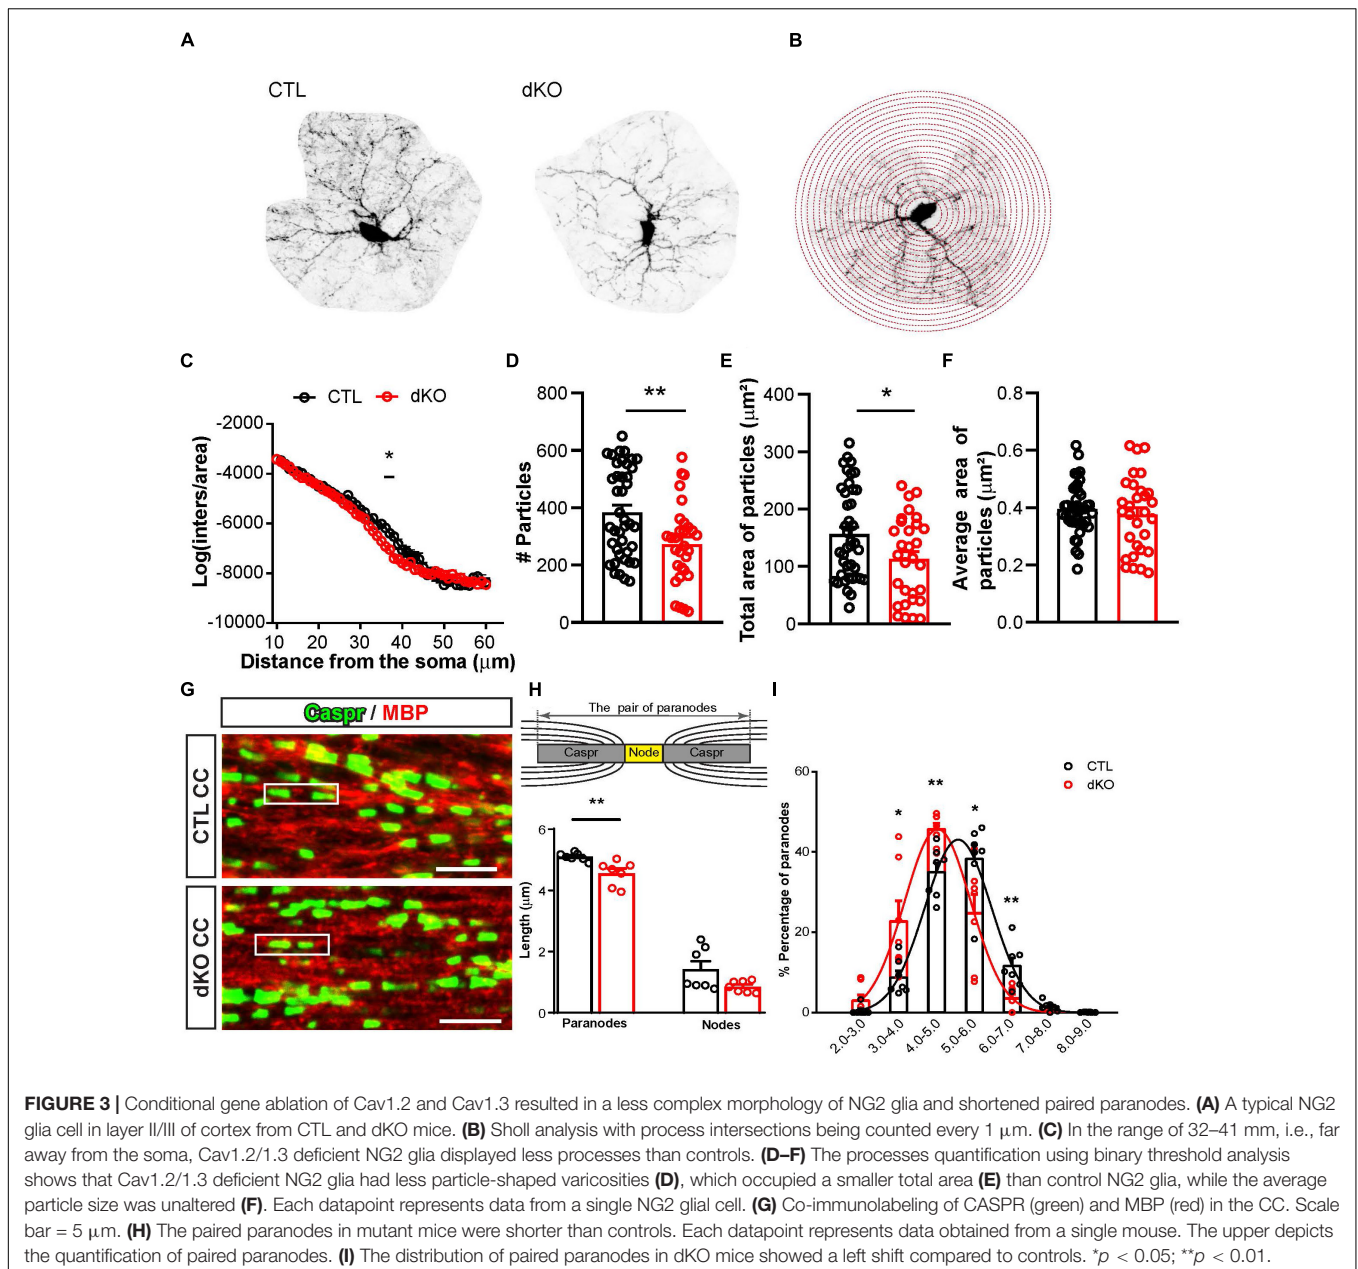 A
B
CTL
dKO
C
CTL
dKO
Log(inters/area)
-2000
-4000
-6000
-8000
-10000
*
10
20
30
40
50
60
Distance from the soma (μm)
D
# Particles
800
600
400
200
0
**
E
Total area of particles (μm²)
400
300
200
100
0
*
F
Average area of
particles (μm²)
0.8
0.6
0.4
0.2
0.0
G
Caspr / MBP
CTL CC
dKO CC
H
The pair of paranodes
Caspr
Node
Caspr
**
Length (μm)
6
4
2
0
Paranodes
Nodes
I
CTL
dKO
% Percentage of paranodes
60
40
20
0
*
**
*
**
2.0-3.0
3.0-4.0
4.0-5.0
5.0-6.0
6.0-7.0
7.0-8.0
8.0-9.0
FIGURE 3 | Conditional gene ablation of Cav1.2 and Cav1.3 resulted in a less complex morphology of NG2 glia and shortened paired paranodes. (A) A typical NG2
glia cell in layer II/III of cortex from CTL and dKO mice. (B) Sholl analysis with process intersections being counted every 1 μm. (C) In the range of 32–41 mm, i.e., far
away from the soma, Cav1.2/1.3 deficient NG2 glia displayed less processes than controls. (D–F) The processes quantification using binary threshold analysis
shows that Cav1.2/1.3 deficient NG2 glia had less particle-shaped varicosities (D), which occupied a smaller total area (E) than control NG2 glia, while the average
particle size was unaltered (F). Each datapoint represents data from a single NG2 glial cell. (G) Co-immunolabeling of CASPR (green) and MBP (red) in the CC. Scale
bar = 5 μm. (H) The paired paranodes in mutant mice were shorter than controls. Each datapoint represents data obtained from a single mouse. The upper depicts
the quantification of paired paranodes. (I) The distribution of paired paranodes in dKO mice showed a left shift compared to controls. *p < 0.05; **p < 0.01.